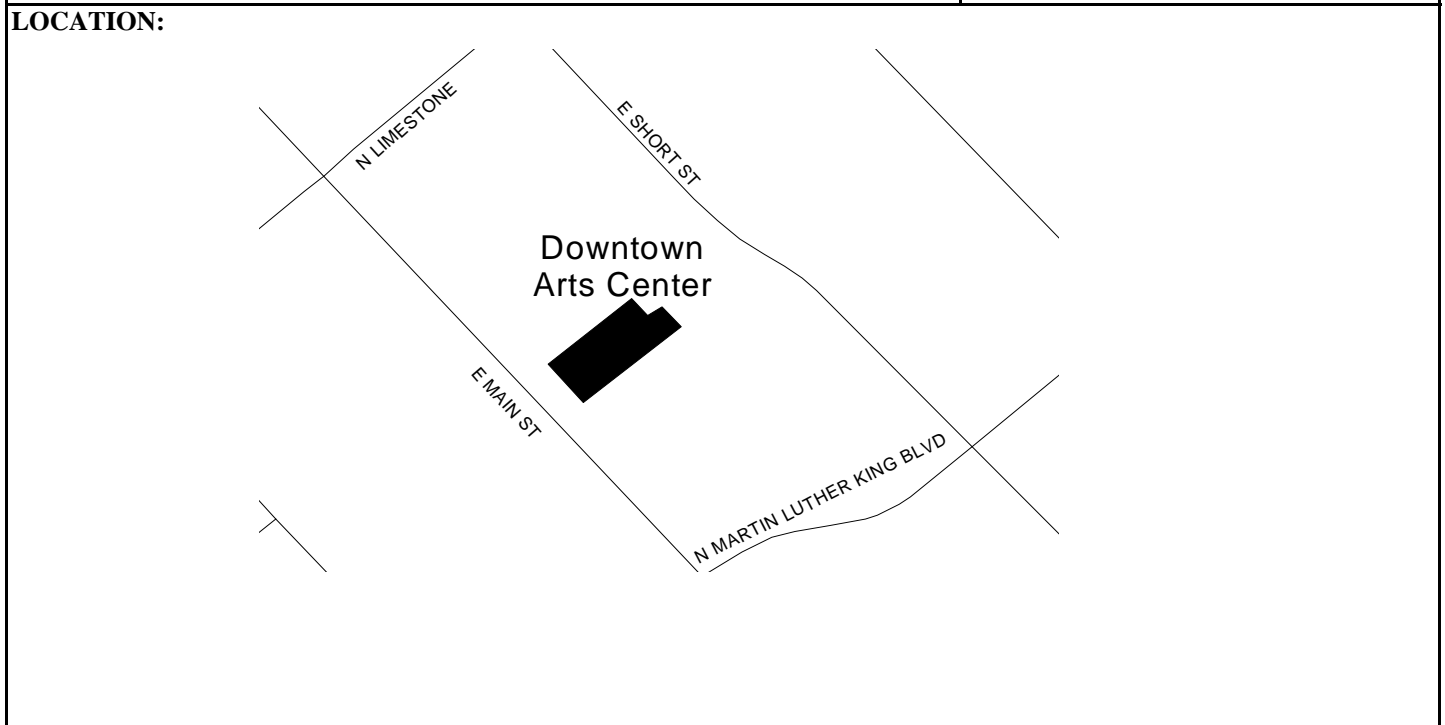 LOCATION:
N LIMESTONE
E SHORT ST
Downtown
Arts Center
E MAIN ST
N MARTIN LUTHER KING BLVD